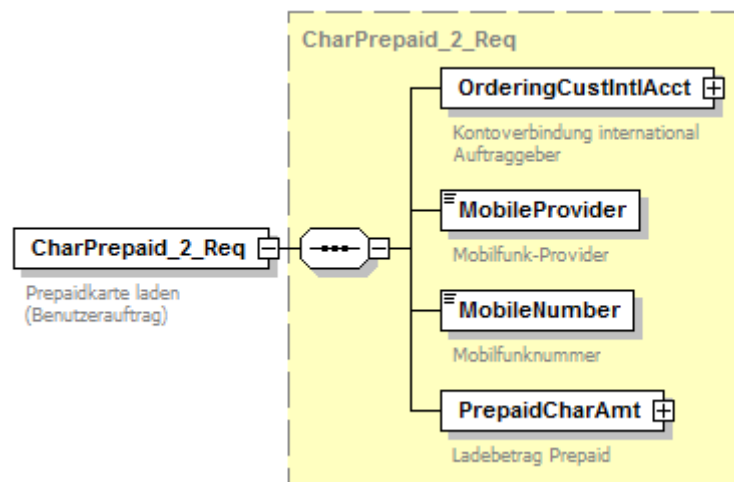 CharPrepaid_2_Req
OrderingCustIntlAcct
Kontoverbindung international
Auftraggeber
MobileProvider
Mobilfunk-Provider
CharPrepaid_2_Req
Prepaidkarte laden
(Benutzerauftrag)
MobileNumber
Mobilfunknummer
PrepaidCharAmt
Ladebetrag Prepaid